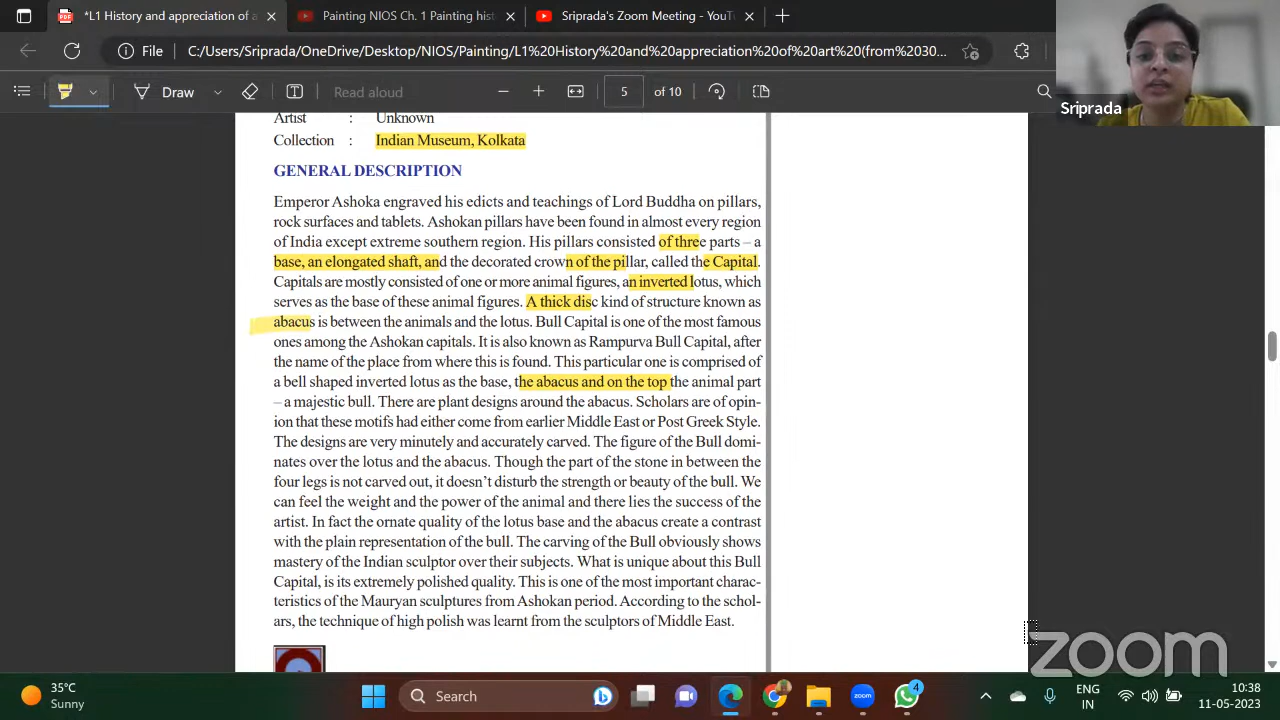 *L1 History and appreciation of a
Painting NIOS Ch. 1 Painting hist
Sriprada's Zoom Meeting - YouTu
File
C:/Users/Sriprada/OneDrive/Desktop/NIOS/Painting/L1%20History%20and%20appreciation%20of%20art%20(from%2030...
Draw
Read aloud
5
of 10
Sriprada
Artist : Unknown
Collection : Indian Museum, Kolkata
GENERAL DESCRIPTION
Emperor Ashoka engraved his edicts and teachings of Lord Buddha on pillars,
rock surfaces and tablets. Ashokan pillars have been found in almost every region
of India except extreme southern region. His pillars consisted of three parts – a
base, an elongated shaft, and the decorated crown of the pillar, called the Capital.
Capitals are mostly consisted of one or more animal figures, an inverted lotus, which
serves as the base of these animal figures. A thick disc kind of structure known as
abacus is between the animals and the lotus. Bull Capital is one of the most famous
ones among the Ashokan capitals. It is also known as Rampurva Bull Capital, after
the name of the place from where this is found. This particular one is comprised of
a bell shaped inverted lotus as the base, the abacus and on the top the animal part
– a majestic bull. There are plant designs around the abacus. Scholars are of opin-
ion that these motifs had either come from earlier Middle East or Post Greek Style.
The designs are very minutely and accurately carved. The figure of the Bull domi-
nates over the lotus and the abacus. Though the part of the stone in between the
four legs is not carved out, it doesn't disturb the strength or beauty of the bull. We
can feel the weight and the power of the animal and there lies the success of the
artist. In fact the ornate quality of the lotus base and the abacus create a contrast
with the plain representation of the bull. The carving of the Bull obviously shows
mastery of the Indian sculptor over their subjects. What is unique about this Bull
Capital, is its extremely polished quality. This is one of the most important charac-
teristics of the Mauryan sculptures from Ashokan period. According to the schol-
ars, the technique of high polish was learnt from the sculptors of Middle East.
zoom
35°C
Sunny
Search
zoom
4
ENG
IN
10:38
11-05-2023